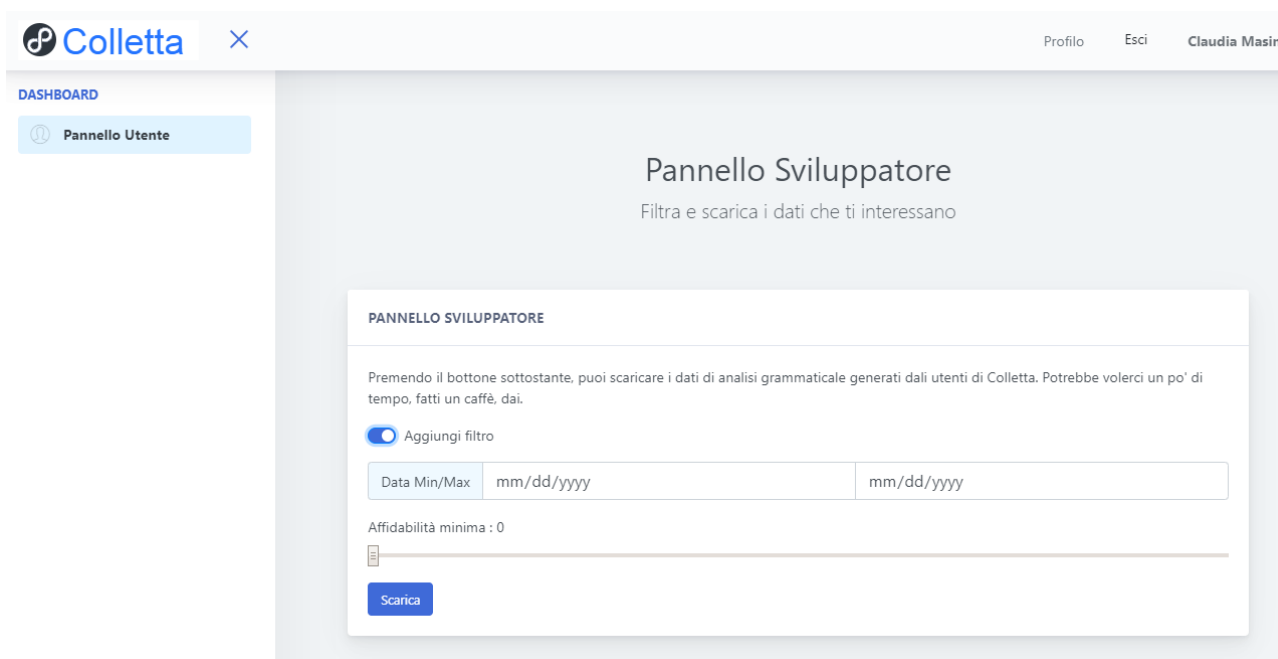 Colletta
Profilo
Esci
Claudia Masin
DASHBOARD
Pannello Utente
Pannello Sviluppatore
Filtra e scarica i dati che ti interessano
PANNELLO SVILUPPATORE
Premendo il bottone sottostante, puoi scaricare i dati di analisi grammaticale generati dali utenti di Colletta. Potrebbe volerci un po' di
tempo, fatti un caffè, dai.
Aggiungi filtro
Data Min/Max
mm/dd/yyyy
mm/dd/yyyy
Affidabilità minima : 0
Scarica